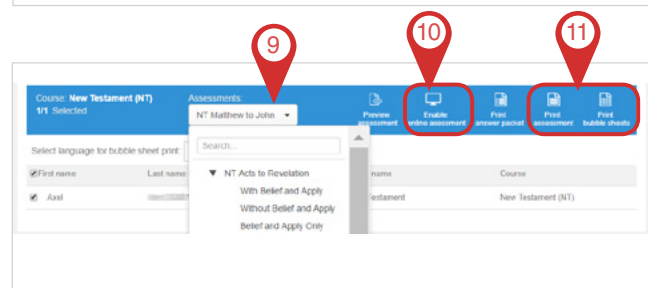 9
10
11
Course: New Testament (NT)
Assessments:
1/1 Selected
NT Matthew to John
Preview assessment
Enable online assessment
Print answer packet
Print assessment
Print bubble sheets
Select language for bubble sheet print:
Search...
First name
Last name
name
Course
NT Acts to Revelation
Axel
Testament
New Testament (NT)
With Belief and Apply
Without Belief and Apply
Belief and Apply Only